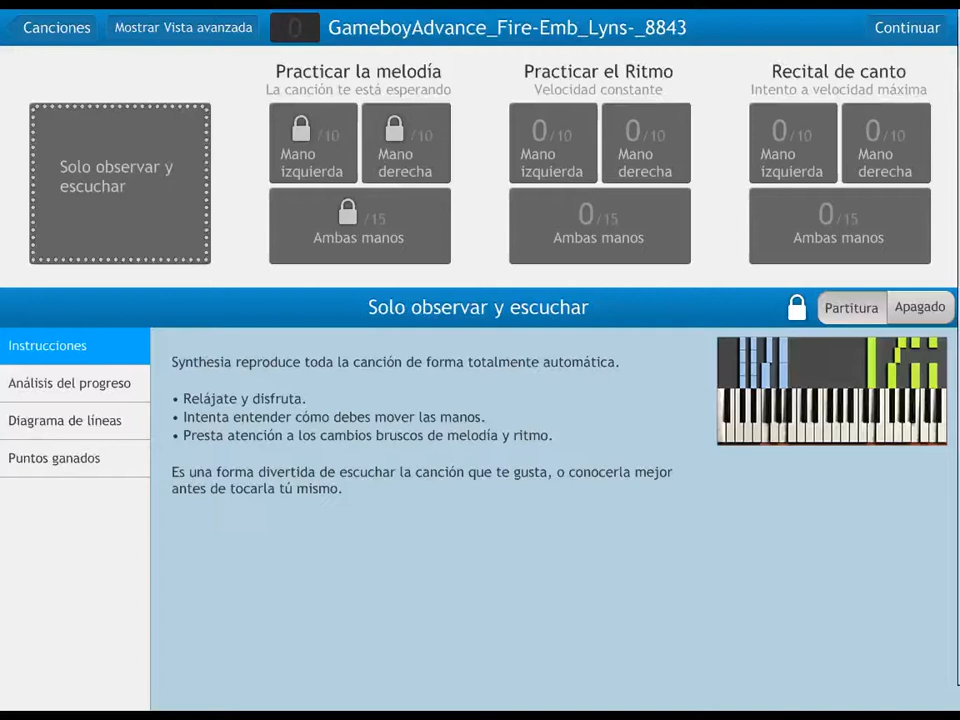 Canciones
Mostrar Vista avanzada
0
GameboyAdvance_Fire-Emb_Lyns-_8843
Continuar
Solo observar y
escuchar
Practicar la melodía
La canción te está esperando
/10
Mano
izquierda
/10
Mano
derecha
/15
Ambas manos
Practicar el Ritmo
Velocidad constante
0/10
Mano
izquierda
0/10
Mano
derecha
0/15
Ambas manos
Recital de canto
Intento a velocidad máxima
0/10
Mano
izquierda
0/10
Mano
derecha
0/15
Ambas manos
Solo observar y escuchar
Partitura
Apagado
Instrucciones
Análisis del progreso
Diagrama de líneas
Puntos ganados
Synthesia reproduce toda la canción de forma totalmente automática.
• Relájate y disfruta.
• Intenta entender cómo debes mover las manos.
• Presta atención a los cambios bruscos de melodía y ritmo.
Es una forma divertida de escuchar la canción que te gusta, o conocerla mejor
antes de tocarla tú mismo.